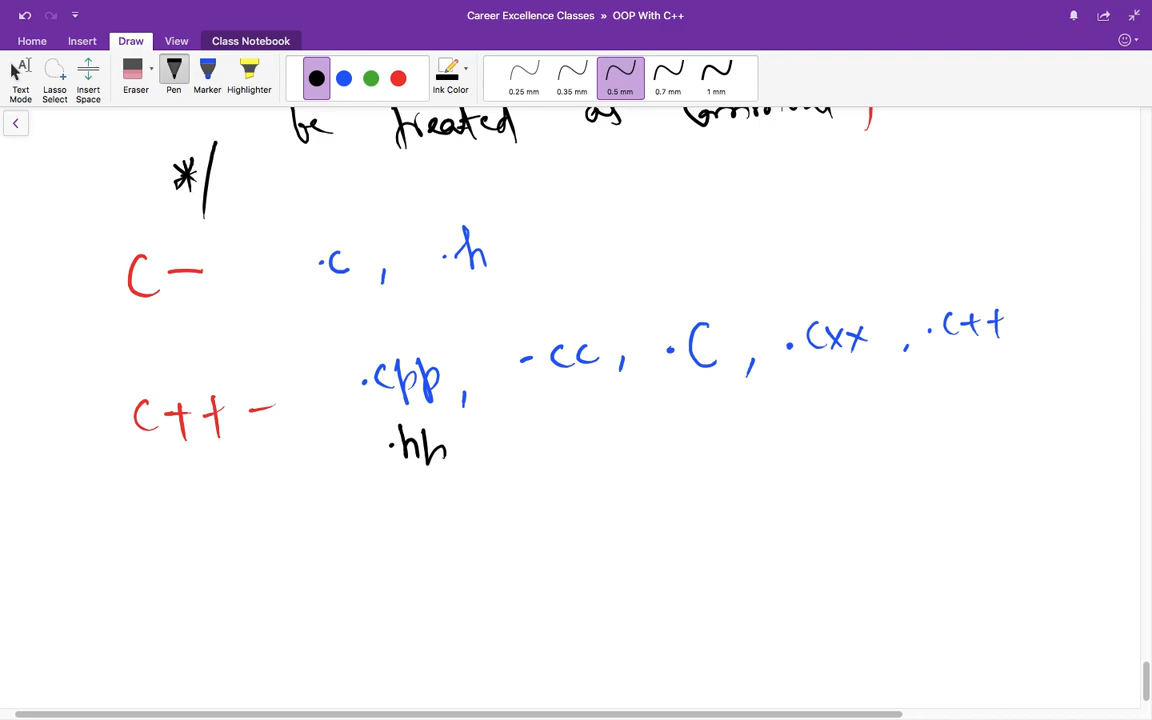 Career Excellence Classes » OOP With C++
Home Insert Draw View Class Notebook
Text Mode Lasso Select Insert Space Eraser Pen Marker Highlighter Ink Color 0.25 mm 0.35 mm 0.5 mm 0.7 mm 1 mm
be treated as
*/
C - .c, .h
C++ - .cpp, .cc, .C, .cxx, .c++
.hh